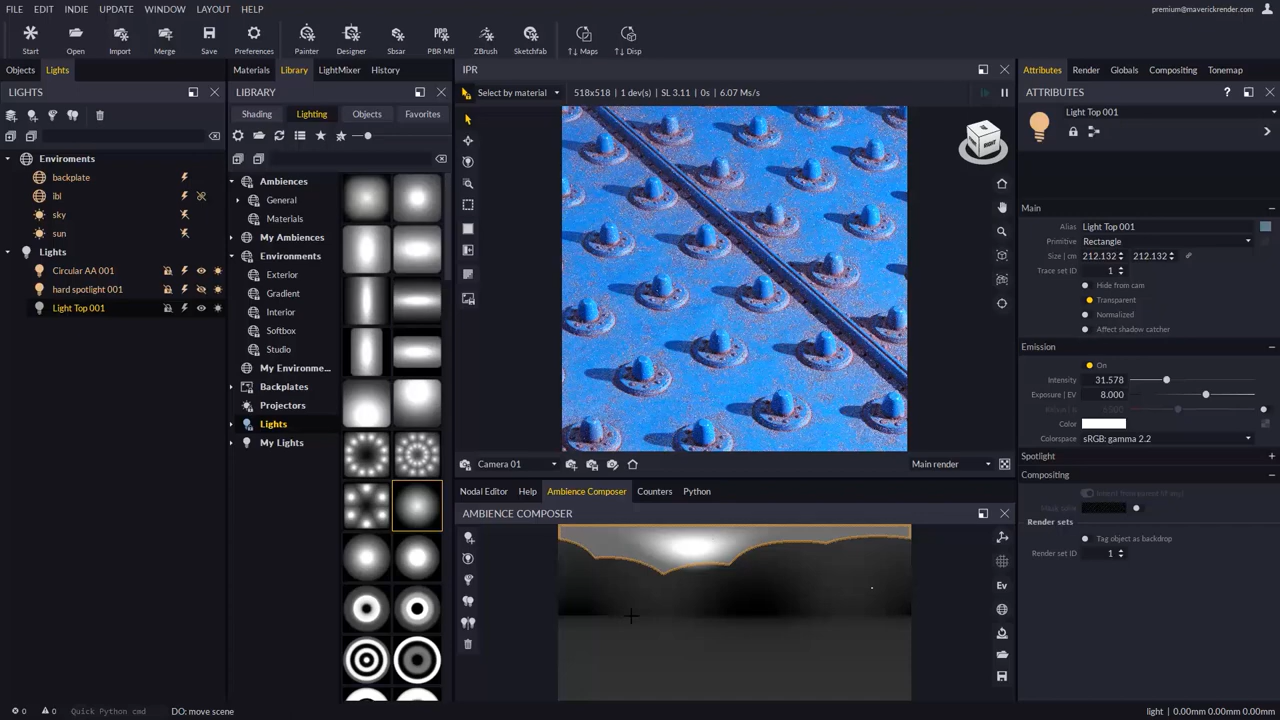 FILE EDIT INDIE UPDATE WINDOW LAYOUT HELP premium@maverickrender.com
Start Open Import Merge Save Preferences Painter Designer Sbsar PBR Mtl ZBrush Sketchfab ↑↓ Maps ↑↓ Disp
Objects Lights Materials Library LightMixer History IPR Attributes Render Globals Compositing Tonemap
LIGHTS LIBRARY Select by material 518x518 | 1 dev(s) | SL 3.11 | 0s | 6.07 Ms/s ATTRIBUTES ?
Shading Lighting Objects Favorites Light Top 001
Enviroments
backplate
ibl
sky
sun
Lights
Circular AA 001
hard spotlight 001
Light Top 001
Ambiences
General
Materials
My Ambiences
Environments
Exterior
Gradient
Interior
Softbox
Studio
My Environme...
Backplates
Projectors
Lights
My Lights
RIGHT
Camera 01 Main render
Nodal Editor Help Ambience Composer Counters Python
AMBIENCE COMPOSER
Ev
Main
Alias Light Top 001
Primitive Rectangle
Size | cm 212.132 212.132
Trace set ID 1
Hide from cam
Transparent
Normalized
Affect shadow catcher
Emission
On
Intensity 31.578
Exposure | EV 8.000
Color
Colorspace sRGB: gamma 2.2
Spotlight
Compositing
Render sets
Tag object as backdrop
Render set ID 1
0 0 Quick Python cmd DO: move scene light | 0.00mm 0.00mm 0.00mm